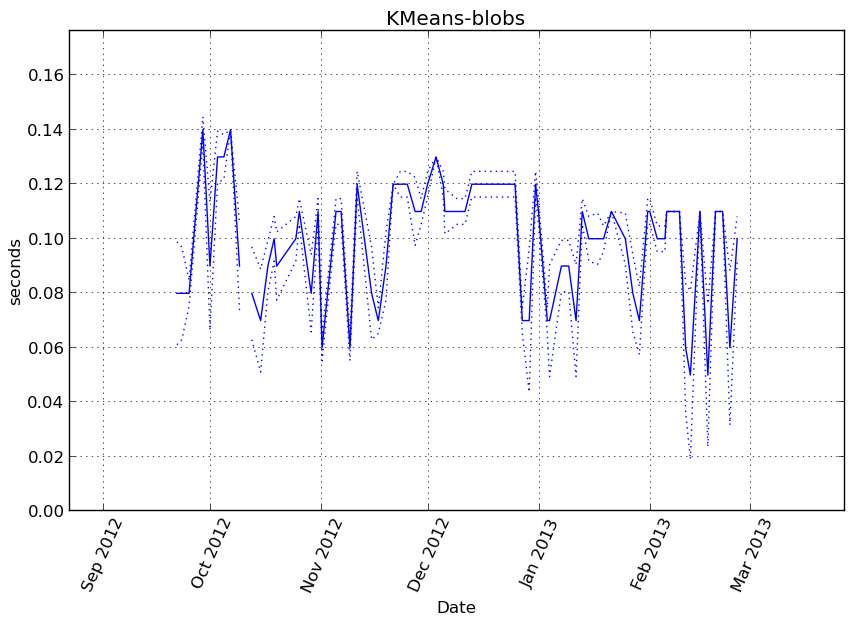 KMeans-blobs
0.16
0.14
0.12
0.10
0.08
0.06
0.04
0.02
0.00
seconds
Sep 2012
Oct 2012
Nov 2012
Dec 2012
Jan 2013
Feb 2013
Mar 2013
Date